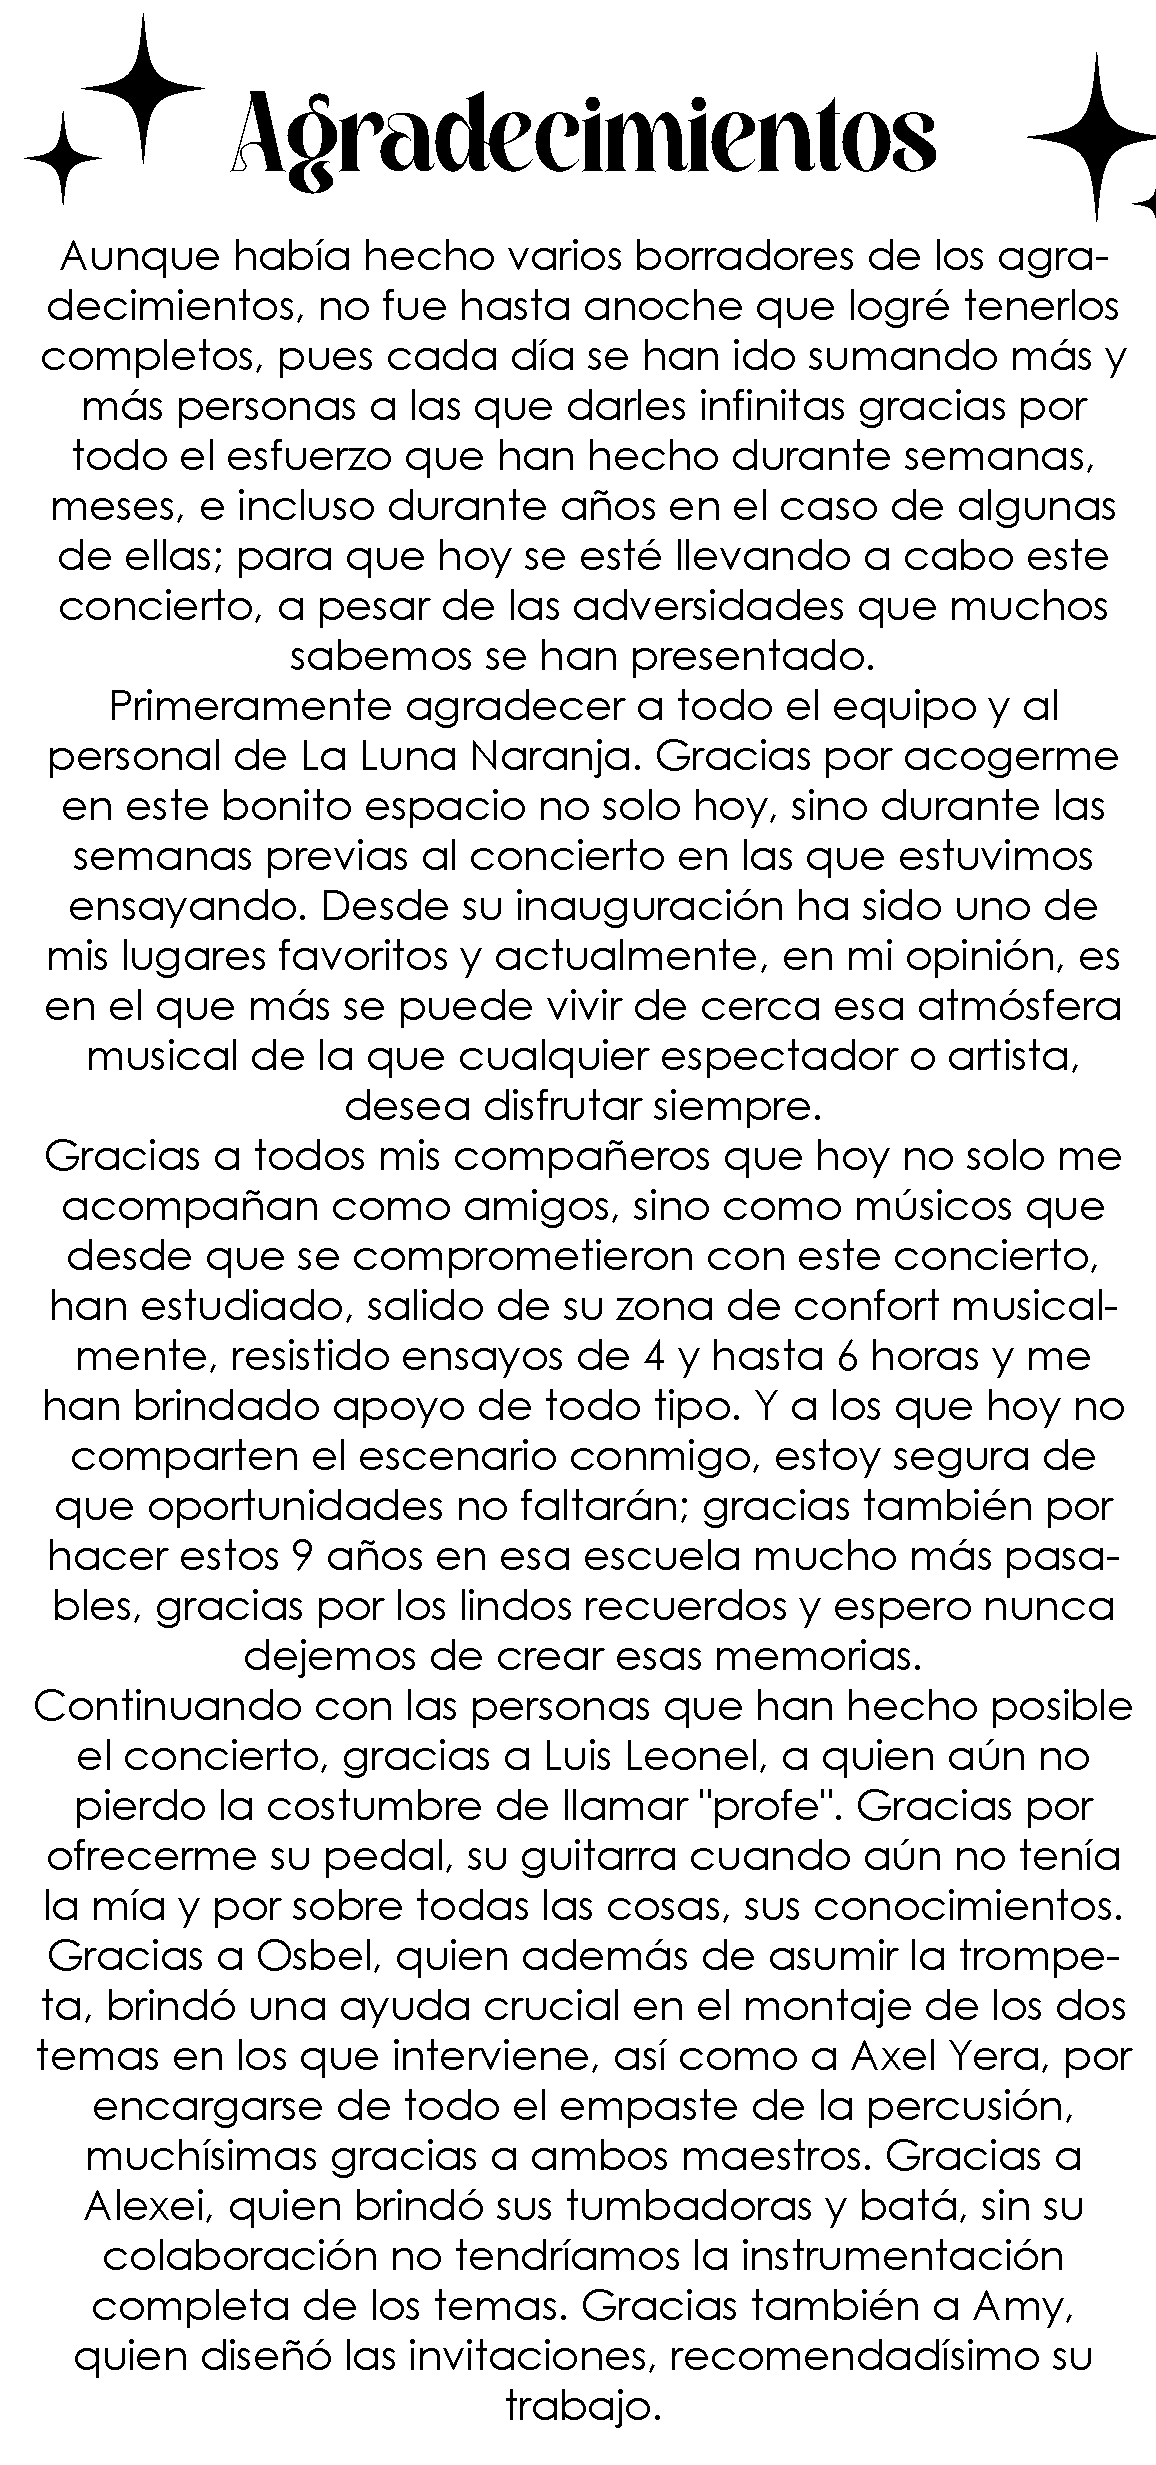 Agradecimientos
Aunque había hecho varios borradores de los agra-
decimientos, no fue hasta anoche que logré tenerlos
completos, pues cada día se han ido sumando más y
más personas a las que darles infinitas gracias por
todo el esfuerzo que han hecho durante semanas,
meses, e incluso durante años en el caso de algunas
de ellas; para que hoy se esté llevando a cabo este
concierto, a pesar de las adversidades que muchos
sabemos se han presentado.
Primeramente agradecer a todo el equipo y al
personal de La Luna Naranja. Gracias por acogerme
en este bonito espacio no solo hoy, sino durante las
semanas previas al concierto en las que estuvimos
ensayando. Desde su inauguración ha sido uno de
mis lugares favoritos y actualmente, en mi opinión, es
en el que más se puede vivir de cerca esa atmósfera
musical de la que cualquier espectador o artista,
desea disfrutar siempre.
Gracias a todos mis compañeros que hoy no solo me
acompañan como amigos, sino como músicos que
desde que se comprometieron con este concierto,
han estudiado, salido de su zona de confort musical-
mente, resistido ensayos de 4 y hasta 6 horas y me
han brindado apoyo de todo tipo. Y a los que hoy no
comparten el escenario conmigo, estoy segura de
que oportunidades no faltarán; gracias también por
hacer estos 9 años en esa escuela mucho más pasa-
bles, gracias por los lindos recuerdos y espero nunca
dejemos de crear esas memorias.
Continuando con las personas que han hecho posible
el concierto, gracias a Luis Leonel, a quien aún no
pierdo la costumbre de llamar "profe". Gracias por
ofrecerme su pedal, su guitarra cuando aún no tenía
la mía y por sobre todas las cosas, sus conocimientos.
Gracias a Osbel, quien además de asumir la trompe-
ta, brindó una ayuda crucial en el montaje de los dos
temas en los que interviene, así como a Axel Yera, por
encargarse de todo el empaste de la percusión,
muchísimas gracias a ambos maestros. Gracias a
Alexei, quien brindó sus tumbadoras y batá, sin su
colaboración no tendríamos la instrumentación
completa de los temas. Gracias también a Amy,
quien diseñó las invitaciones, recomendadísimo su
trabajo.